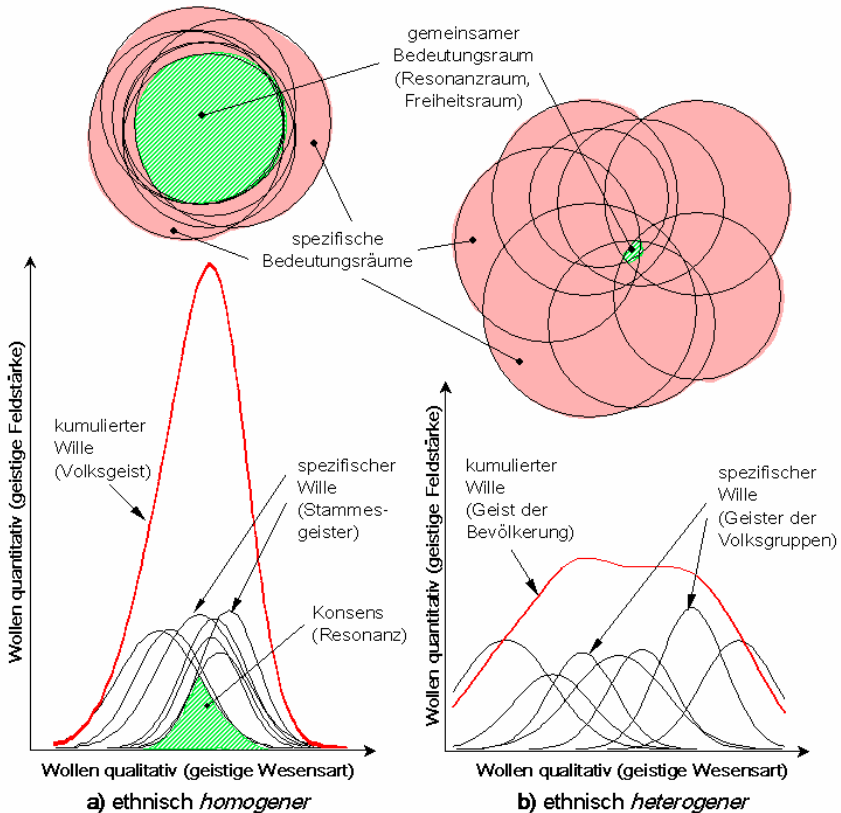 gemeinsamer
Bedeutungsraum
(Resonanzraum,
Freiheitsraum)
spezifische
Bedeutungsräume
Wollen quantitativ (geistige Feldstärke)
kumulierter
Wille
(Volksgeist)
spezifischer
Wille
(Stammes-
geister)
Konsens
(Resonanz)
Wollen qualitativ (geistige Wesensart)
a) ethnisch homogener
Wollen quantitativ (geistige Feldstärke)
kumulierter
Wille
(Geist der
Bevölkerung)
spezifischer
Wille
(Geister der
Volksgruppen)
Wollen qualitativ (geistige Wesensart)
b) ethnisch heterogener